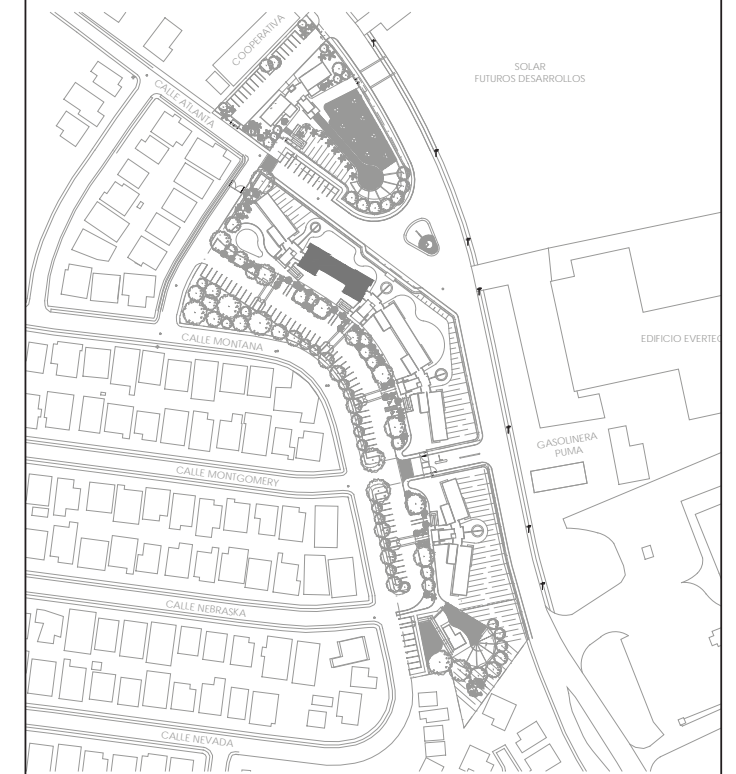 COOPERATIVA
SOLAR
FUTUROS DESARROLLOS
CALLE ATLANTA
CALLE MONTANA
EDIFICIO EVERTEC
GASOLINERA
PUMA
CALLE MONTGOMERY
CALLE NEBRASKA
CALLE NEVADA